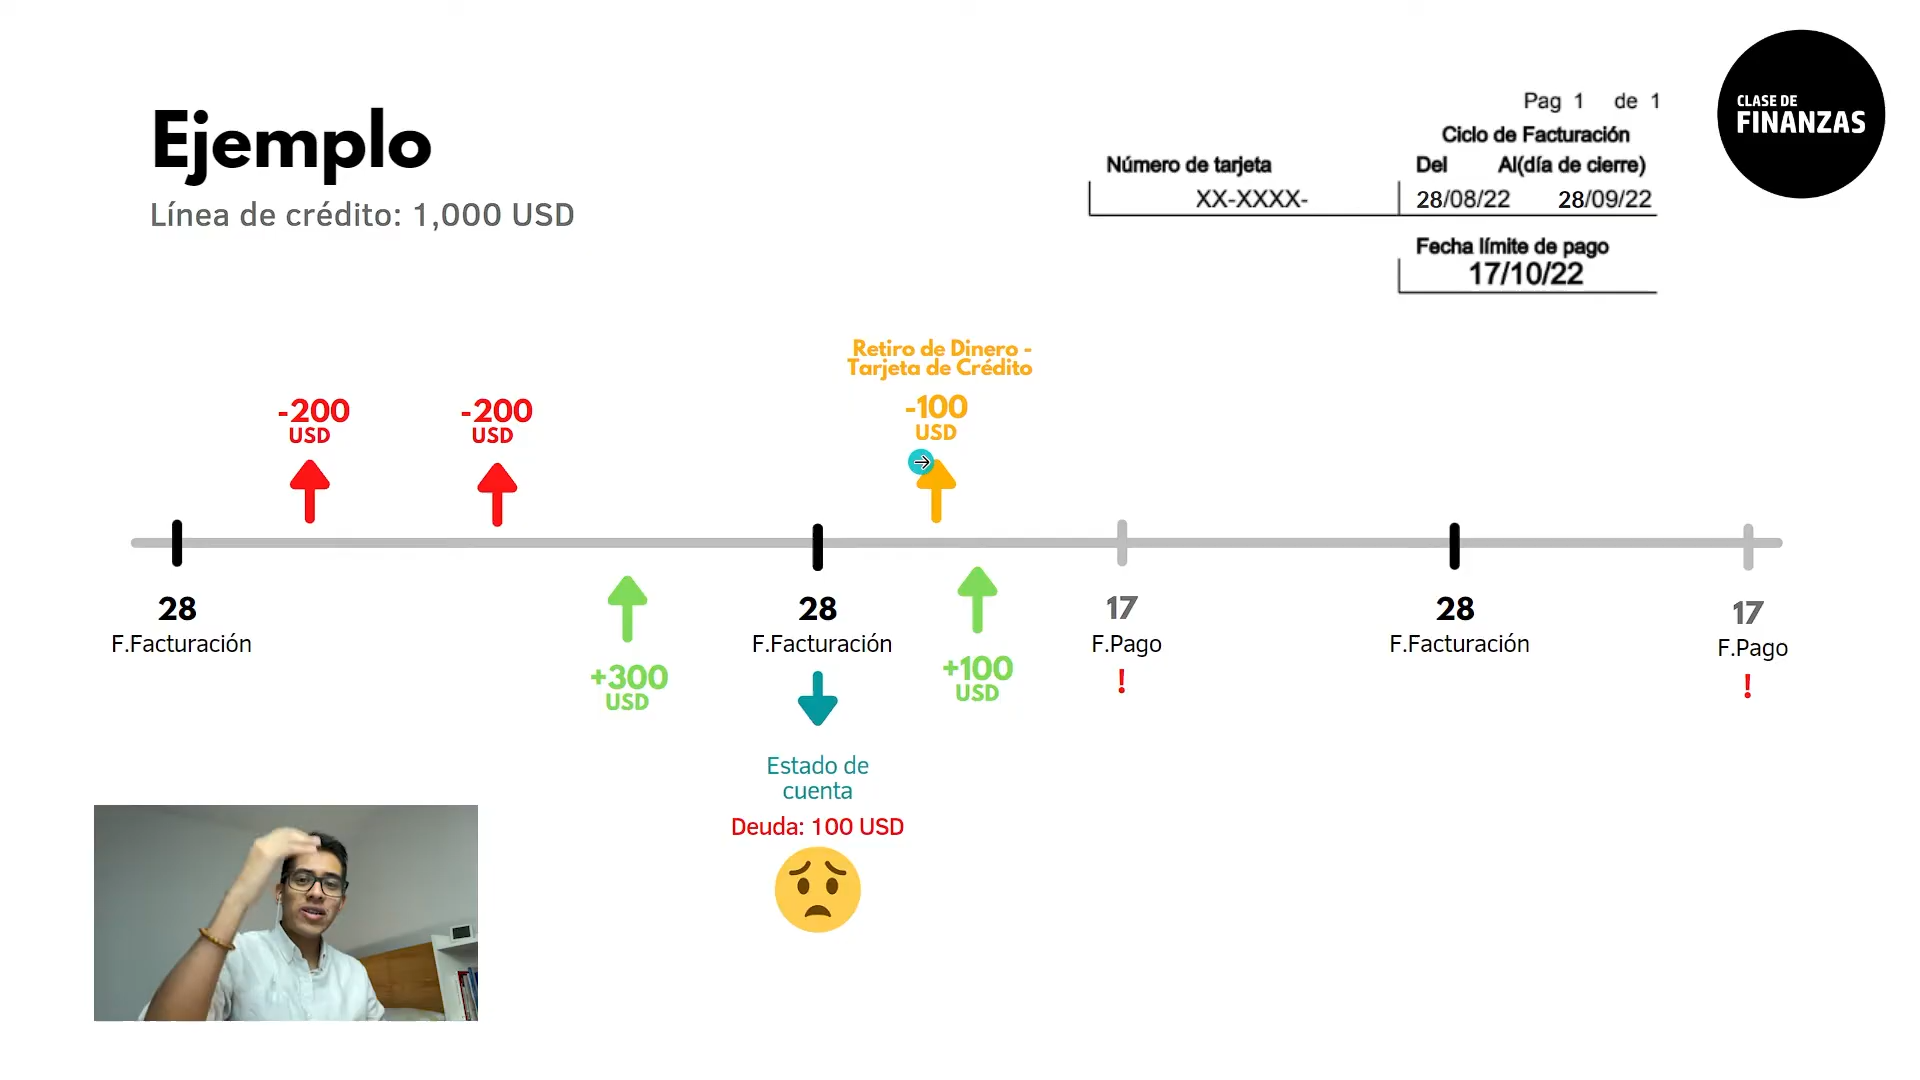 Ejemplo
Línea de crédito: 1,000 USD
Pag 1 de 1
Ciclo de Facturación
Número de tarjeta Del Al(día de cierre)
XX-XXXX- 28/08/22 28/09/22
Fecha límite de pago
17/10/22
CLASE DE
FINANZAS
Retiro de Dinero -
Tarjeta de Crédito
-200
USD
-200
USD
-100
USD
28
F.Facturación
+300
USD
28
F.Facturación
+100
USD
17
F.Pago
!
28
F.Facturación
17
F.Pago
!
Estado de
cuenta
Deuda: 100 USD